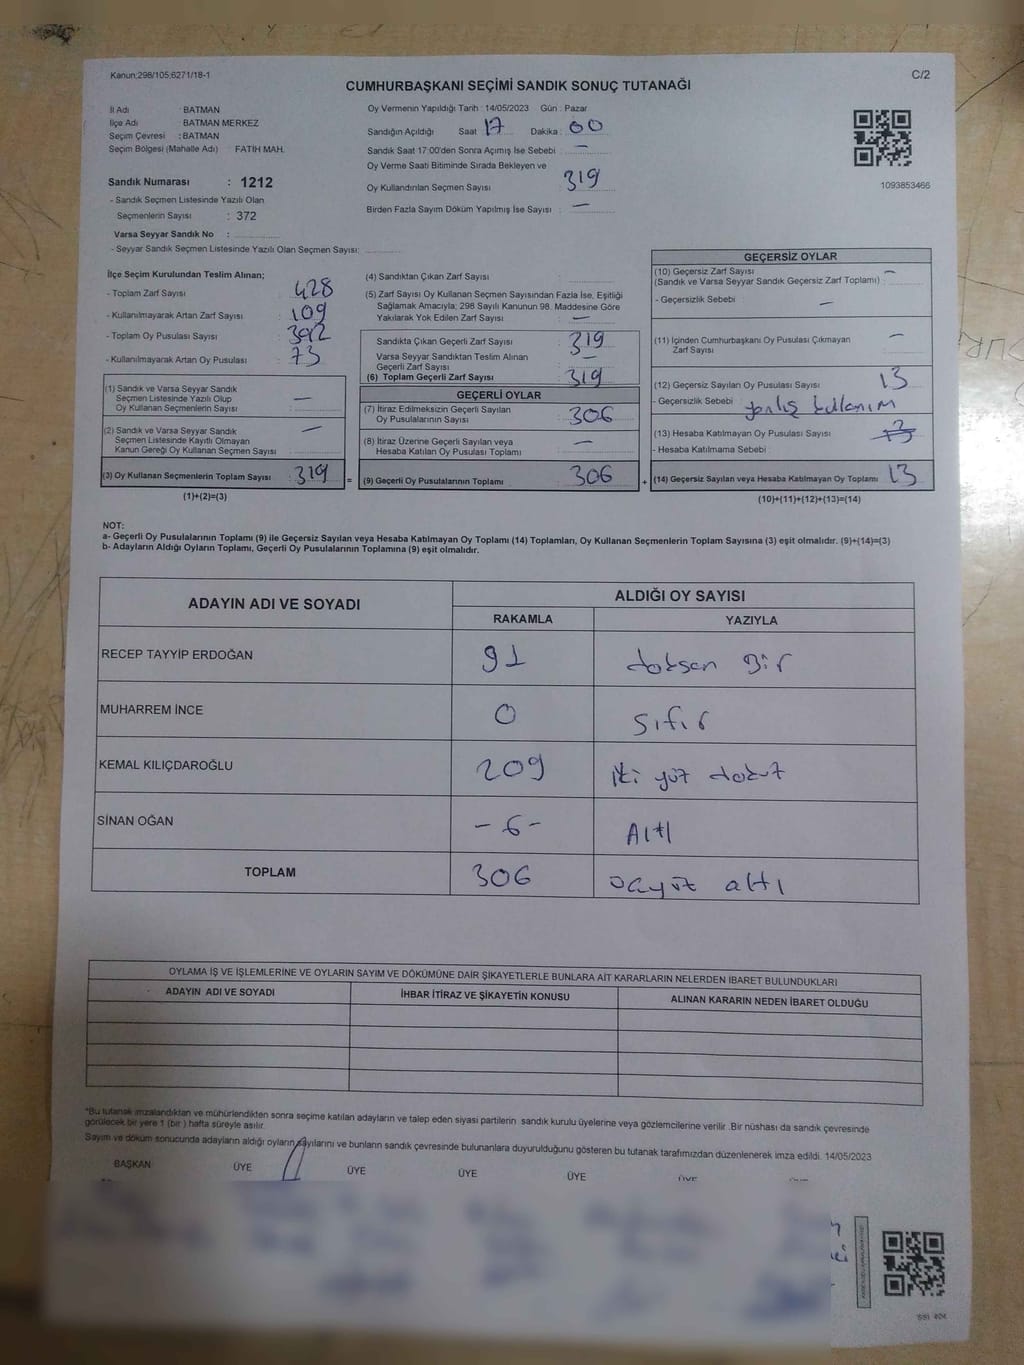 Kanun:298/105;6271/18-1
C/2
CUMHURBAŞKANI SEÇİMİ SANDIK SONUÇ TUTANAĞI
İl Adı : BATMAN
İlçe Adı : BATMAN MERKEZ
Seçim Çevresi : BATMAN
Seçim Bölgesi (Mahalle Adı) FATİH MAH.
Sandık Numarası : 1212
- Sandık Seçmen Listesinde Yazılı Olan
Seçmenlerin Sayısı : 372
Varsa Seyyar Sandık No :
- Seyyar Sandık Seçmen Listesinde Yazılı Olan Seçmen Sayısı:
Oy Vermenin Yapıldığı Tarih : 14/05/2023 Gün : Pazar
Sandığın Açıldığı Saat 17 Dakika : 00
Sandık Saat 17:00'den Sonra Açılmış İse Sebebi : —
Oy Verme Saati Bitiminde Sırada Bekleyen ve
Oy Kullandırılan Seçmen Sayısı : 319
Birden Fazla Sayım Döküm Yapılmış İse Sayısı : —
1093853466
İlçe Seçim Kurulundan Teslim Alınan;
- Toplam Zarf Sayısı : 428
- Kullanılmayarak Artan Zarf Sayısı : 109
- Toplam Oy Pusulası Sayısı : 392
- Kullanılmayarak Artan Oy Pusulası : 73
(1) Sandık ve Varsa Seyyar Sandık
Seçmen Listesinde Yazılı Olup
Oy Kullanan Seçmenlerin Sayısı : —
(2) Sandık ve Varsa Seyyar Sandık
Seçmen Listesinde Kayıtlı Olmayan
Kanun Gereği Oy Kullanan Seçmen Sayısı : —
(3) Oy Kullanan Seçmenlerin Toplam Sayısı : 319 =
(1)+(2)=(3)
(4) Sandıktan Çıkan Zarf Sayısı :
(5) Zarf Sayısı Oy Kullanan Seçmen Sayısından Fazla İse, Eşitliği
Sağlamak Amacıyla; 298 Sayılı Kanunun 98. Maddesine Göre
Yakılarak Yok Edilen Zarf Sayısı : —
Sandıkta Çıkan Geçerli Zarf Sayısı : 319
Varsa Seyyar Sandıktan Teslim Alınan
Geçerli Zarf Sayısı : —
(6) Toplam Geçerli Zarf Sayısı : 319
GEÇERLİ OYLAR
(7) İtiraz Edilmeksizin Geçerli Sayılan
Oy Pusulalarının Sayısı : 306
(8) İtiraz Üzerine Geçerli Sayılan veya
Hesaba Katılan Oy Pusulası Toplamı : —
(9) Geçerli Oy Pusulalarının Toplamı : 306 +
GEÇERSİZ OYLAR
(10) Geçersiz Zarf Sayısı —
(Sandık ve Varsa Seyyar Sandık Geçersiz Zarf Toplamı) :
- Geçersizlik Sebebi : —
(11) İçinden Cumhurbaşkanı Oy Pusulası Çıkmayan —
Zarf Sayısı :
(12) Geçersiz Sayılan Oy Pusulası Sayısı : 13
- Geçersizlik Sebebi : yanlış kullanım
(13) Hesaba Katılmayan Oy Pusulası Sayısı :
- Hesaba Katılmama Sebebi :
(14) Geçersiz Sayılan veya Hesaba Katılmayan Oy Toplamı : 13
(10)+(11)+(12)+(13)=(14)
NOT:
a- Geçerli Oy Pusulalarının Toplamı (9) ile Geçersiz Sayılan veya Hesaba Katılmayan Oy Toplamı (14) Toplamları, Oy Kullanan Seçmenlerin Toplam Sayısına (3) eşit olmalıdır. (9)+(14)=(3)
b- Adayların Aldığı Oyların Toplamı, Geçerli Oy Pusulalarının Toplamına (9) eşit olmalıdır.
ADAYIN ADI VE SOYADI
ALDIĞI OY SAYISI
RAKAMLA YAZIYLA
RECEP TAYYİP ERDOĞAN 91 doksan Bir
MUHARREM İNCE 0 sıfır
KEMAL KILIÇDAROĞLU 209 iki yüz dokuz
SİNAN OĞAN -6- Altı
TOPLAM 306 üçyüz altı
OYLAMA İŞ VE İŞLEMLERİNE VE OYLARIN SAYIM VE DÖKÜMÜNE DAİR ŞİKAYETLERLE BUNLARA AİT KARARLARIN NELERDEN İBARET BULUNDUKLARI
ADAYIN ADI VE SOYADI İHBAR İTİRAZ VE ŞİKAYETİN KONUSU ALINAN KARARIN NEDEN İBARET OLDUĞU
*Bu tutanak imzalandıktan ve mühürlendikten sonra seçime katılan adayların ve talep eden siyasi partilerin sandık kurulu üyelerine veya gözlemcilerine verilir .Bir nüshası da sandık çevresinde
görülecek bir yere 1 (bir ) hafta süreyle asılır.
Sayım ve döküm sonucunda adayların aldığı oyların sayılarını ve bunların sandık çevresinde bulunanlara duyurulduğunu gösteren bu tutanak tarafımızdan düzenlenerek imza edildi. 14/05/2023
BAŞKAN ÜYE ÜYE ÜYE ÜYE ÜYE